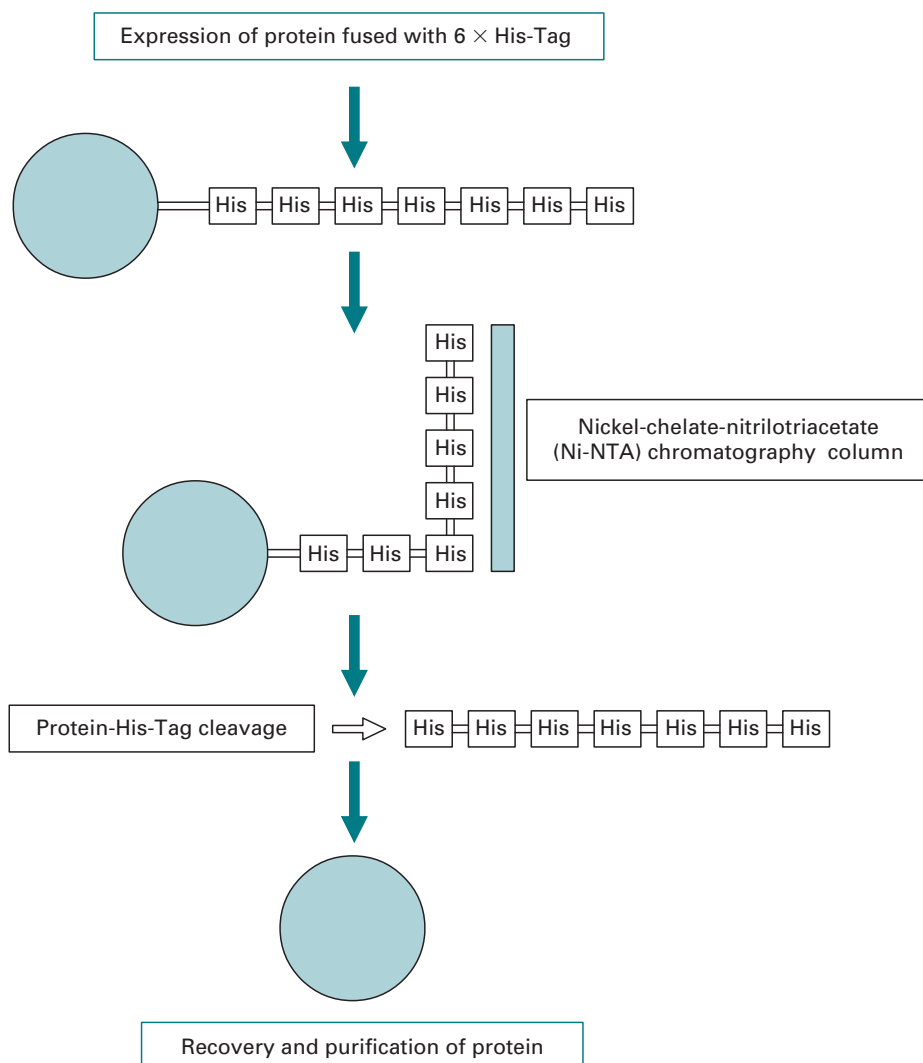 Expression of protein fused with 6 × His-Tag
His His His His His His His
His
His
His
His
His His His
Nickel-chelate-nitrilotriacetate
(Ni-NTA) chromatography column
Protein-His-Tag cleavage
His His His His His His His
Recovery and purification of protein